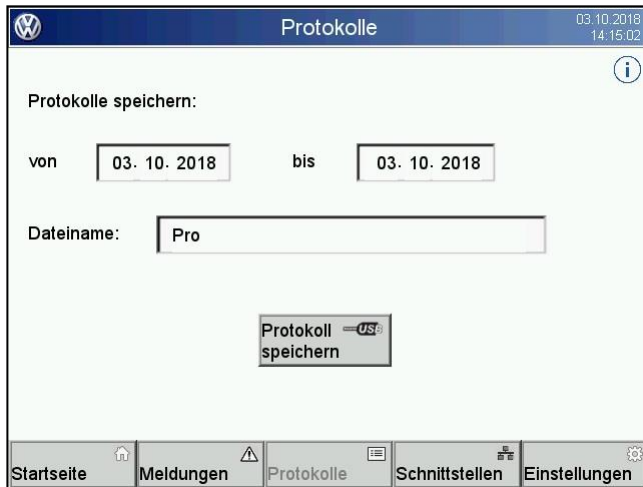 Protokolle
03.10.2018
14:15:02
Protokolle speichern:
von 03. 10. 2018 bis 03. 10. 2018
Dateiname: Pro
Protokoll USB
speichern
Startseite Meldungen Protokolle Schnittstellen Einstellungen